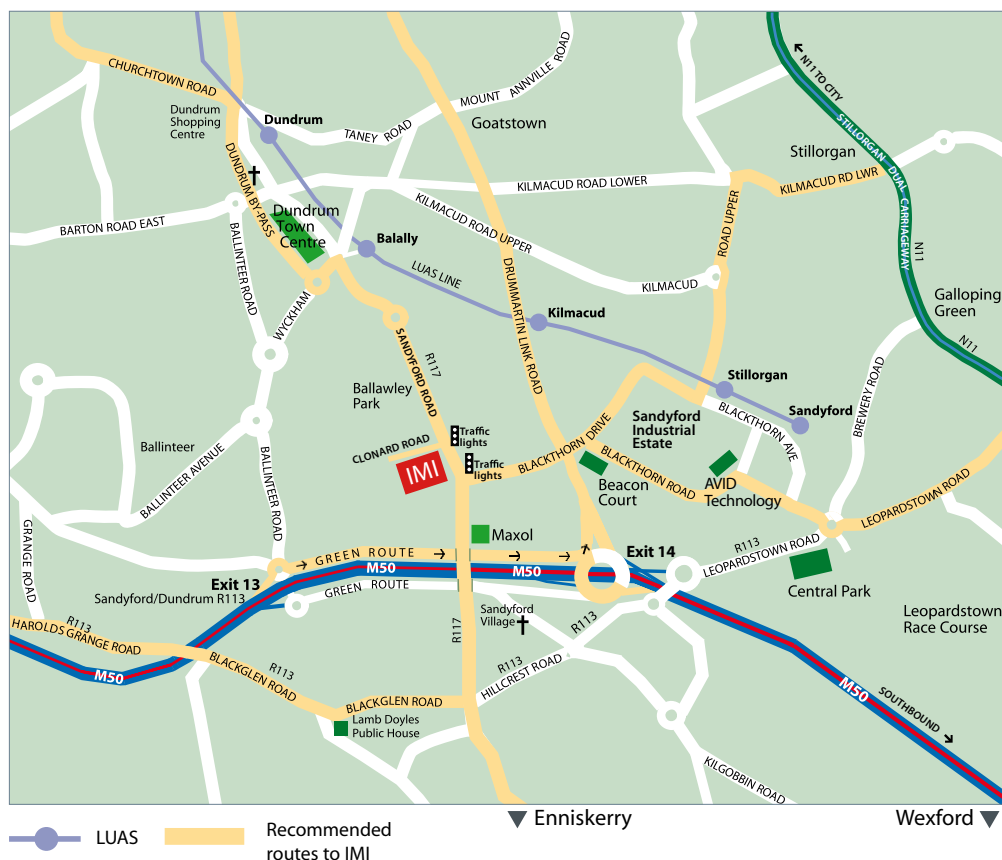 CHURCHTOWN ROAD
N11 TO CITY
MOUNT ANNVILLE ROAD
Dundrum
Shopping
Centre
Dundrum
TANEY ROAD
Goatstown
STILLORGAN DUAL CARRIAGEWAY
Stillorgan
DUNDRUM BY-PASS
KILMACUD ROAD LOWER
KILMACUD RD LWR
BARTON ROAD EAST
Dundrum
Town
Centre
KILMACUD ROAD UPPER
ROAD UPPER
BALLINTEER ROAD
Balally
LUAS LINE
DRUMMARTIN LINK ROAD
KILMACUD
N11
Galloping
Green
WYCKHAM
Kilmacud
N11
SANDYFORD ROAD
R117
Ballawley
Park
Stillorgan
BREWERY ROAD
BLACKTHORN AVE
Sandyford
Sandyford
Industrial
Estate
Ballinteer
CLONARD ROAD
Traffic
lights
BLACKTHORN DRIVE
IMI
Traffic
lights
BLACKTHORN ROAD
BALLINTEER AVENUE
BALLINTEER ROAD
Beacon
Court
AVID
Technology
LEOPARDSTOWN ROAD
GRANGE ROAD
Maxol
GREEN ROUTE
Exit 14
R113
LEOPARDSTOWN ROAD
M50
M50
Exit 13
Sandyford/Dundrum R113
GREEN ROUTE
Central Park
Sandyford
Village
R113
Leopardstown
Race Course
R113
HAROLDS GRANGE ROAD
R117
R113
BLACKGLEN ROAD
R113
HILLCREST ROAD
M50
M50
SOUTHBOUND
BLACKGLEN ROAD
Lamb Doyles
Public House
KILGOBBIN ROAD
Enniskerry
Wexford
LUAS
Recommended
routes to IMI